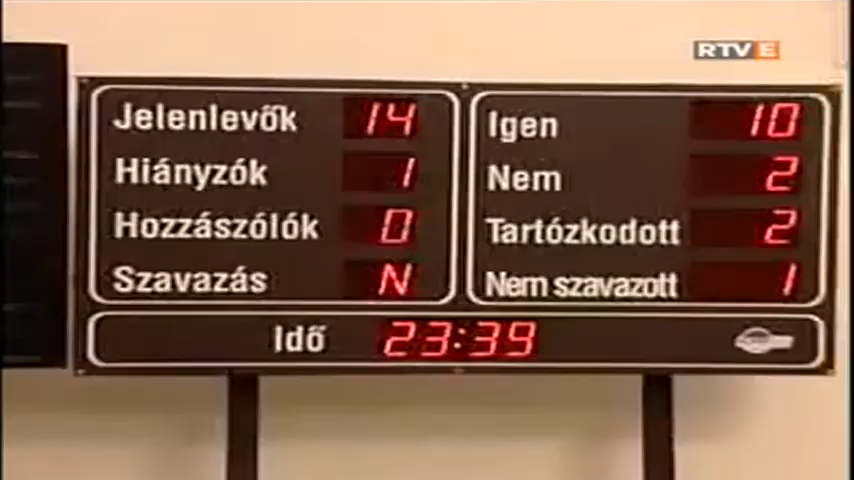 RTV E
Jelenlevők 14
Hiányzók 1
Hozzászólók 0
Szavazás N
Igen 10
Nem 2
Tartózkodott 2
Nem szavazott 1
Idő 23:39